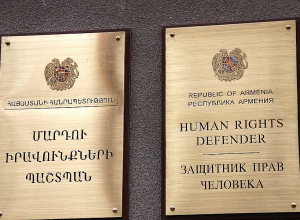 ՀԱՅԱՍՏԱՆԻ ՀԱՆՐԱՊԵՏՈՒԹՅՈՒՆ
ՄԱՐԴՈՒ
ԻՐԱՎՈՒՆՔՆԵՐԻ
ՊԱՇՏՊԱՆ
REPUBLIC OF ARMENIA
РЕСПУБЛИКА АРМЕНИЯ
HUMAN RIGHTS
DEFENDER
ЗАЩИТНИК ПРАВ
ЧЕЛОВЕКА